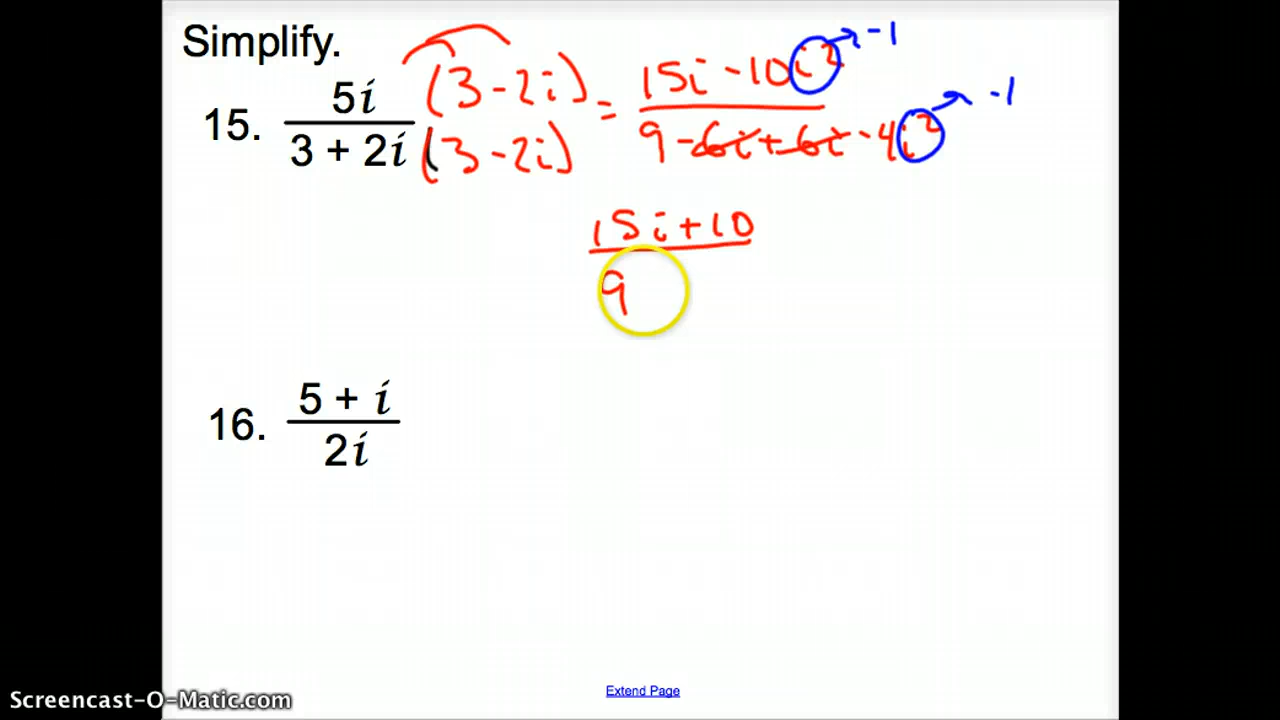 Simplify.
15. 5i / 3 + 2i (3 - 2i) / (3 - 2i) = 15i - 10i² / 9 - 6i + 6i - 4i² → -1 → -1
15i + 10
9
16. 5 + i / 2i
Extend Page
Screencast-O-Matic.com